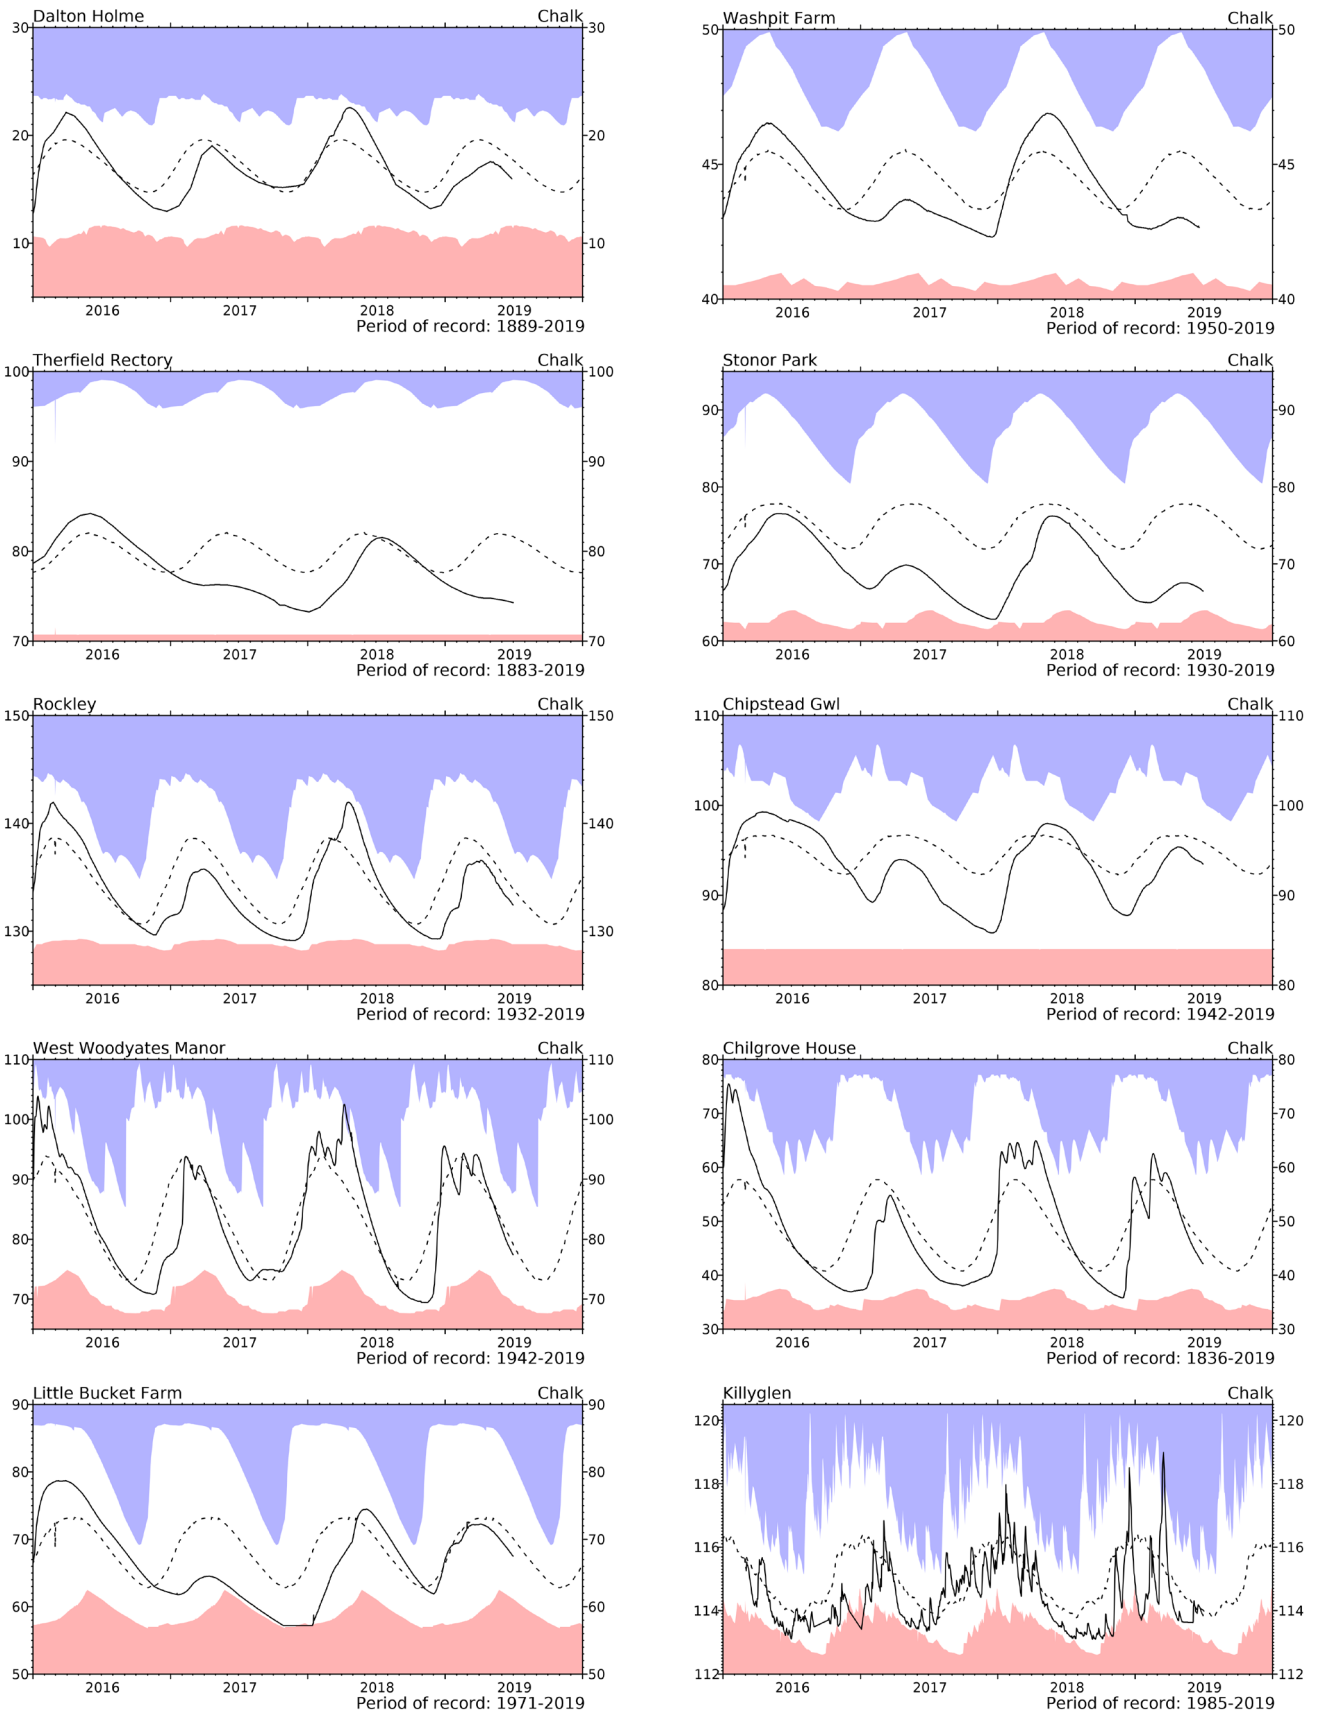 Dalton Holme Chalk
30 30
20 20
10 10
2016 2017 2018 2019
Period of record: 1889-2019
Washpit Farm Chalk
50 50
45 45
40 40
2016 2017 2018 2019
Period of record: 1950-2019
Therfield Rectory Chalk
100 100
90 90
80 80
70 70
2016 2017 2018 2019
Period of record: 1883-2019
Stonor Park Chalk
90 90
80 80
70 70
60 60
2016 2017 2018 2019
Period of record: 1930-2019
Rockley Chalk
150 150
140 140
130 130
2016 2017 2018 2019
Period of record: 1932-2019
Chipstead Gwl Chalk
110 110
100 100
90 90
80 80
2016 2017 2018 2019
Period of record: 1942-2019
West Woodyates Manor Chalk
110 110
100 100
90 90
80 80
70 70
2016 2017 2018 2019
Period of record: 1942-2019
Chilgrove House Chalk
80 80
70 70
60 60
50 50
40 40
30 30
2016 2017 2018 2019
Period of record: 1836-2019
Little Bucket Farm Chalk
90 90
80 80
70 70
60 60
50 50
2016 2017 2018 2019
Period of record: 1971-2019
Killyglen Chalk
120 120
118 118
116 116
114 114
112 112
2016 2017 2018 2019
Period of record: 1985-2019